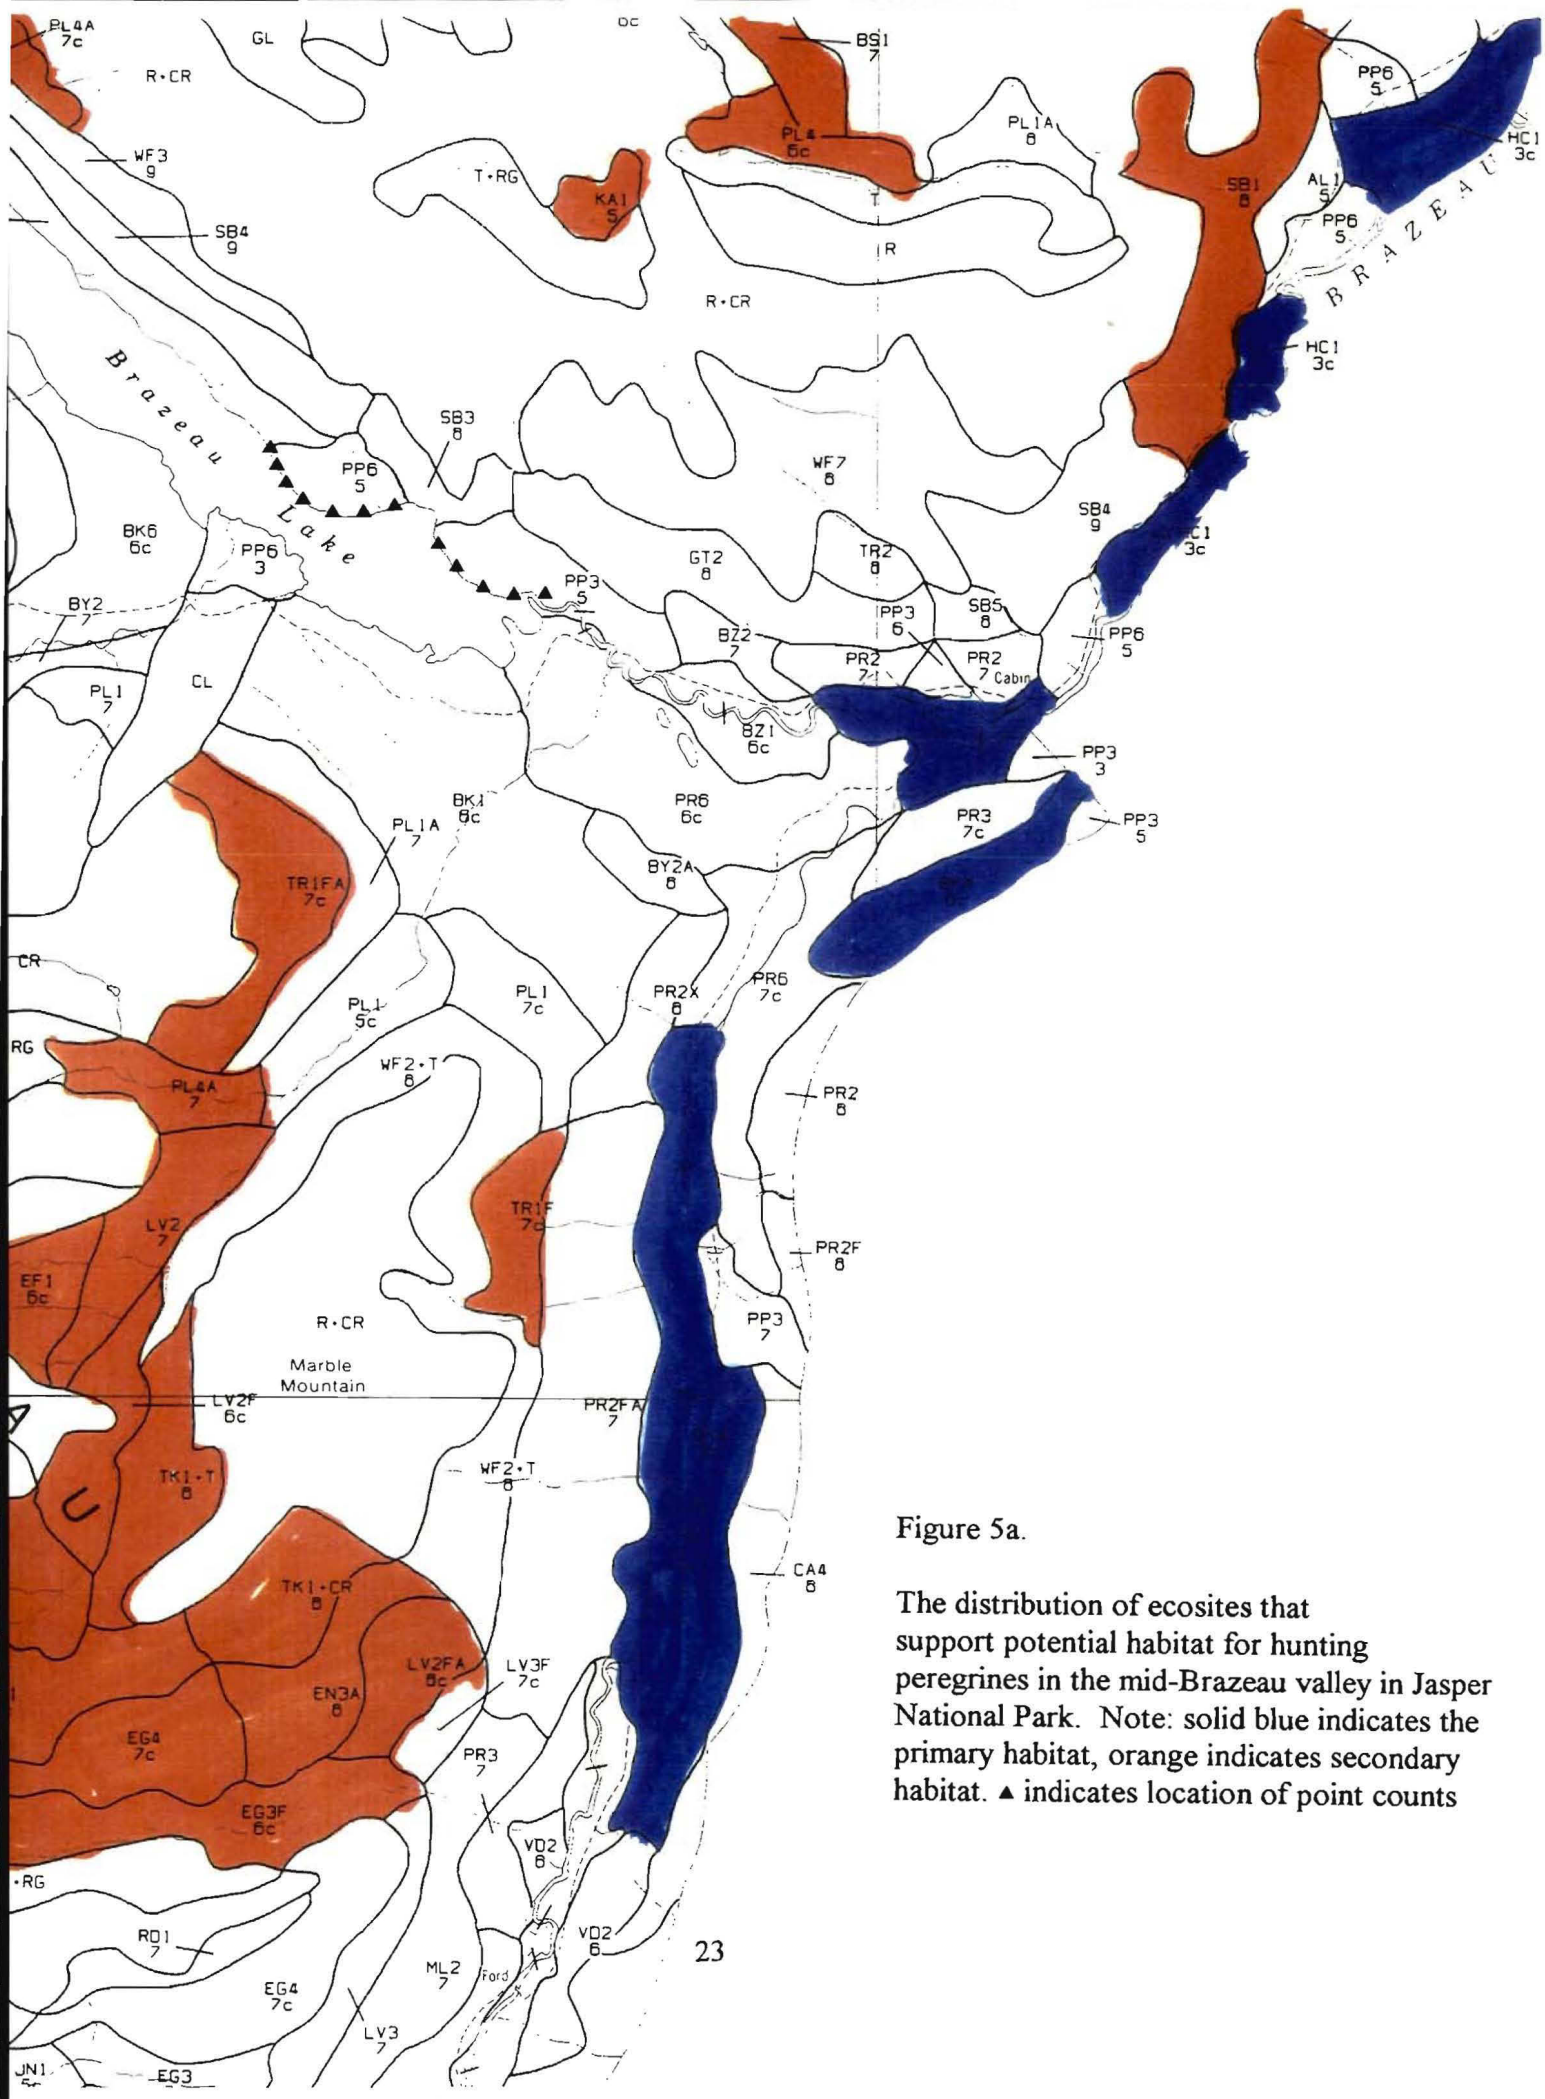 PL4A
7c
GL
R+CR
DC
BS1
7
PP6
5
HC1
3c
WF3
9
T+RG
KA1
5
PL4
6c
PL1A
8
SB1
8
AL1
5
PP6
5
BRAZEAU
SB4
9
T
R
R+CR
HC1
3c
Brazeau
Lake
SB3
8
PP6
5
WF7
8
SB4
9
3c
BK6
6c
PP6
3
GT2
8
TR2
8
PP3
5
BY2
7
BZ2
7
PP3
6
SB5
8
PR2
7
PR2
7 Cabin
PP6
5
PL1
7
CL
BZ1
6c
PP3
3
PR6
6c
PR3
7c
PP3
5
BK1
6c
PL1A
7
BY2A
8
TR1FA
7c
CR
PL1
5c
PL1
7c
PR2X
8
PR6
7c
RG
PL4A
7
WF2+T
8
PR2
8
TR1F
7c
LV2
7
PR2F
8
EF1
6c
R+CR
PP3
7
Marble
Mountain
LV2F
6c
PR2FA
7
TK1+T
8
WF2+T
8
U
CA4
8
TK1+CR
8
LV2FA
6c
LV3F
7c
EN3A
8
EG4
7c
PR3
7
EG3F
6c
VD2
8
+RG
RD1
7
VD2
6
EG4
7c
ML2
7
Ford
LV3
7
JN1
EG3
Figure 5a.
The distribution of ecosites that
support potential habitat for hunting
peregrines in the mid-Brazeau valley in Jasper
National Park.  Note: solid blue indicates the
primary habitat, orange indicates secondary
habitat. ▲ indicates location of point counts
23